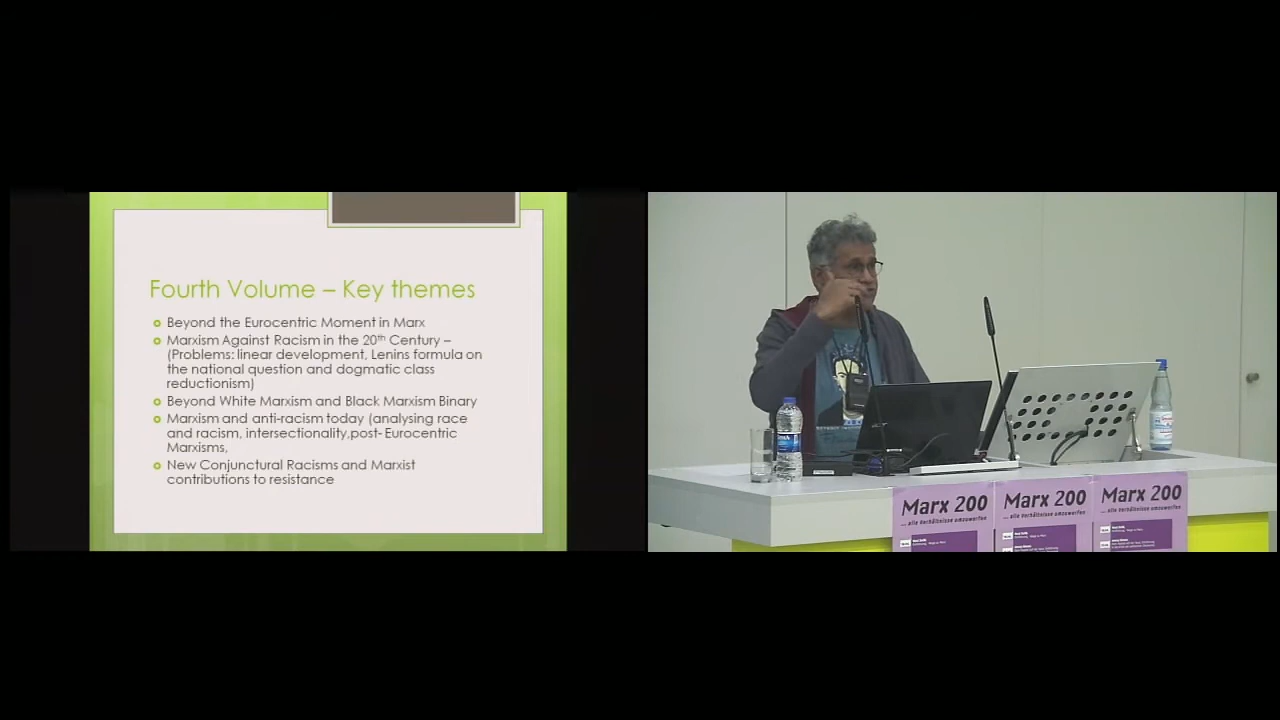 Fourth Volume – Key themes
Beyond the Eurocentric Moment in Marx
Marxism Against Racism in the 20th Century –
(Problems: linear development, Lenins formula on
the national question and dogmatic class
reductionism)
Beyond White Marxism and Black Marxism Binary
Marxism and anti-racism today (analysing race
and racism, intersectionality,post- Eurocentric
Marxisms,
New Conjunctural Racisms and Marxist
contributions to resistance
Marx 200
... alle Verhältnisse umzuwerfen
Marx 200
... alle Verhältnisse umzuwerfen
Marx 200
... alle Verhältnisse umzuwerfen